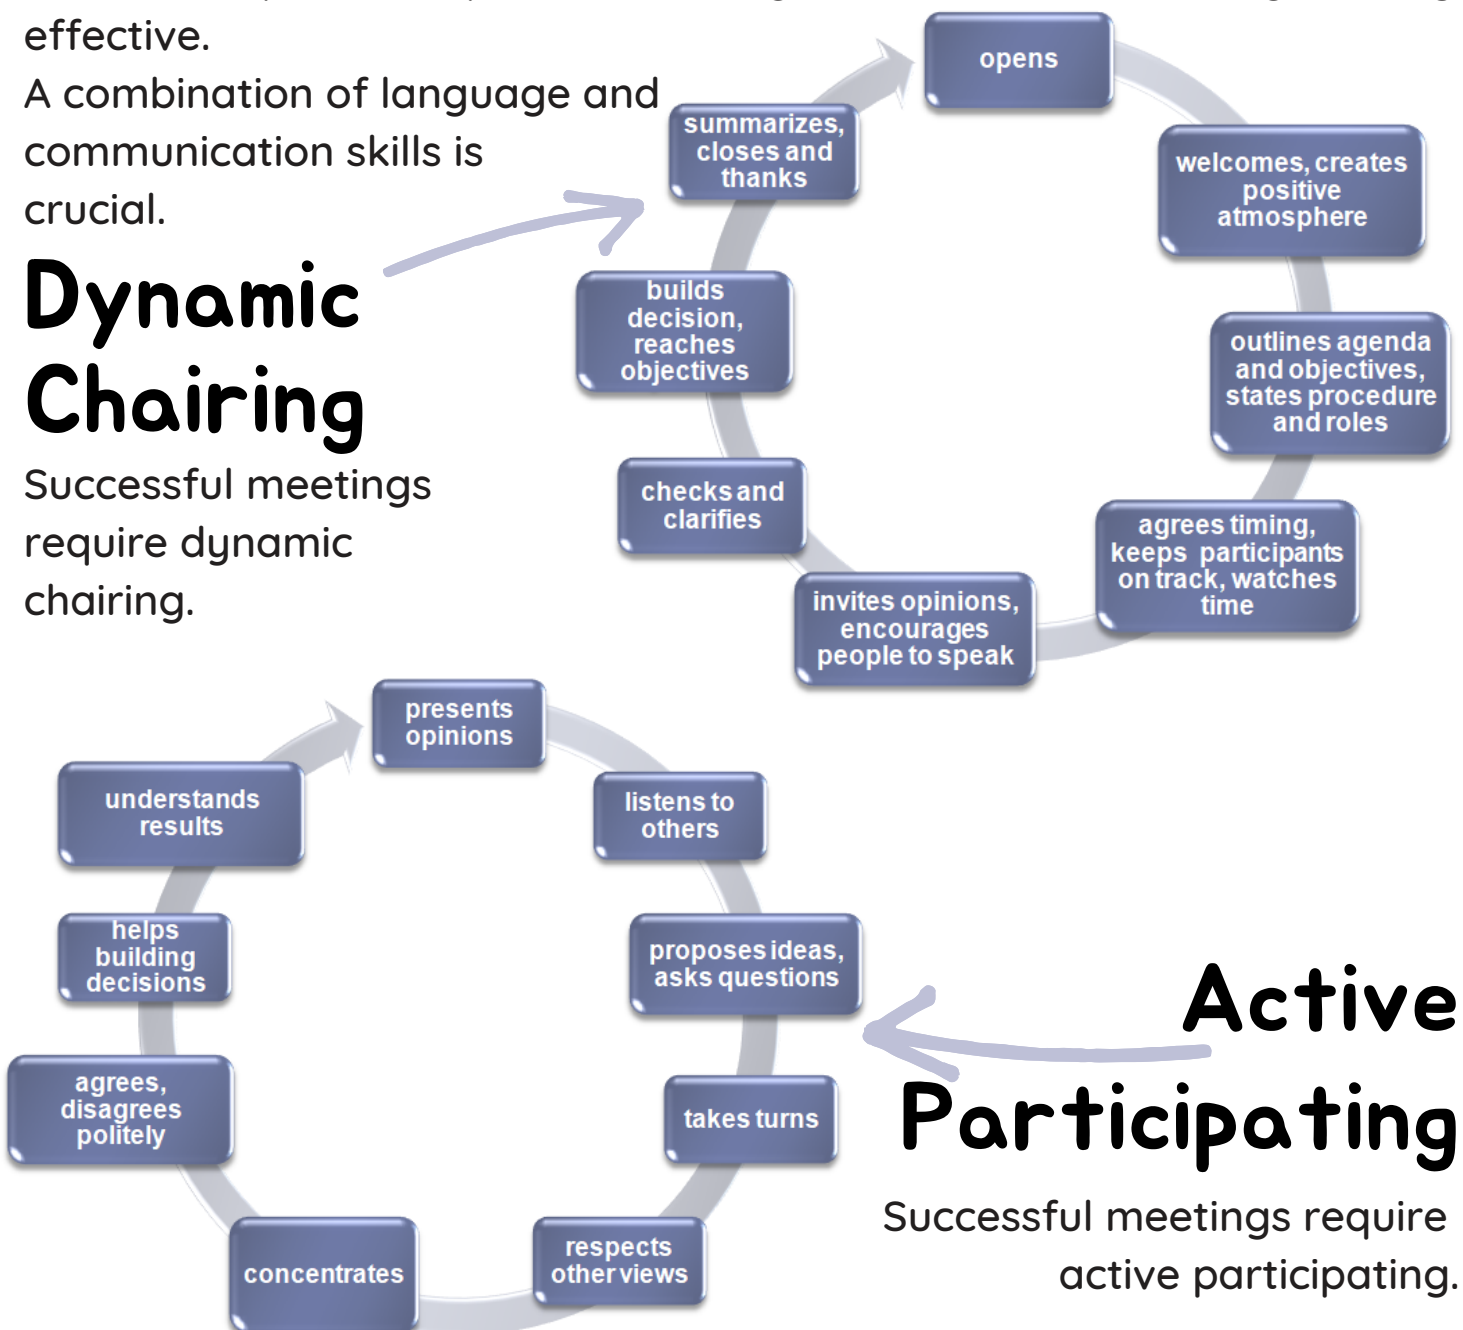 effective.
A combination of language and
communication skills is
crucial.
Dynamic
Chairing
Successful meetings
require dynamic
chairing.
opens
welcomes, creates
positive
atmosphere
outlines agenda
and objectives,
states procedure
and roles
agrees timing,
keeps participants
on track, watches
time
invites opinions,
encourages
people to speak
checks and
clarifies
builds
decision,
reaches
objectives
summarizes,
closes and
thanks
presents
opinions
listens to
others
proposes ideas,
asks questions
takes turns
respects
other views
concentrates
agrees,
disagrees
politely
helps
building
decisions
understands
results
Active
Participating
Successful meetings require
active participating.